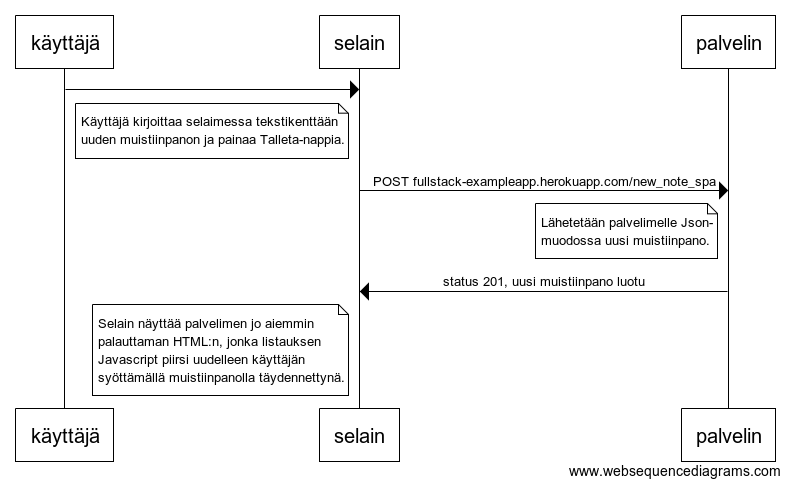 käyttäjä
selain
palvelin
Käyttäjä kirjoittaa selaimessa tekstikenttään
uuden muistiinpanon ja painaa Talleta-nappia.
POST fullstack-exampleapp.herokuapp.com/new_note_spa
Lähetetään palvelimelle Json-
muodossa uusi muistiinpano.
status 201, uusi muistiinpano luotu
Selain näyttää palvelimen jo aiemmin
palauttaman HTML:n, jonka listauksen
Javascript piirsi uudelleen käyttäjän
syöttämällä muistiinpanolla täydennettynä.
käyttäjä
selain
palvelin
www.websequencediagrams.com